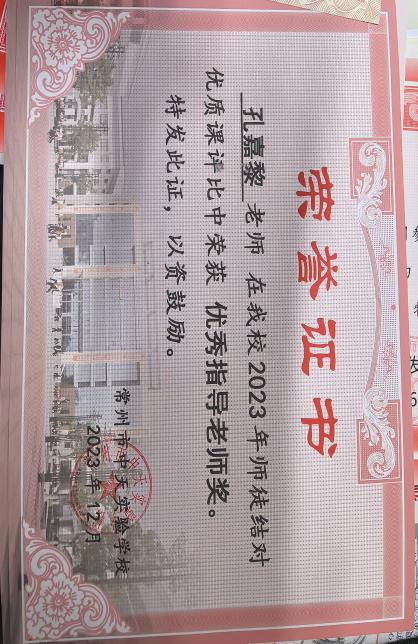 荣誉证书
孔嘉黎 老师 在我校2023年师徒结对
优质课评比中荣获 优秀指导老师奖。
特发此证，以资鼓励。
常州市中天实验学校
2023年12月